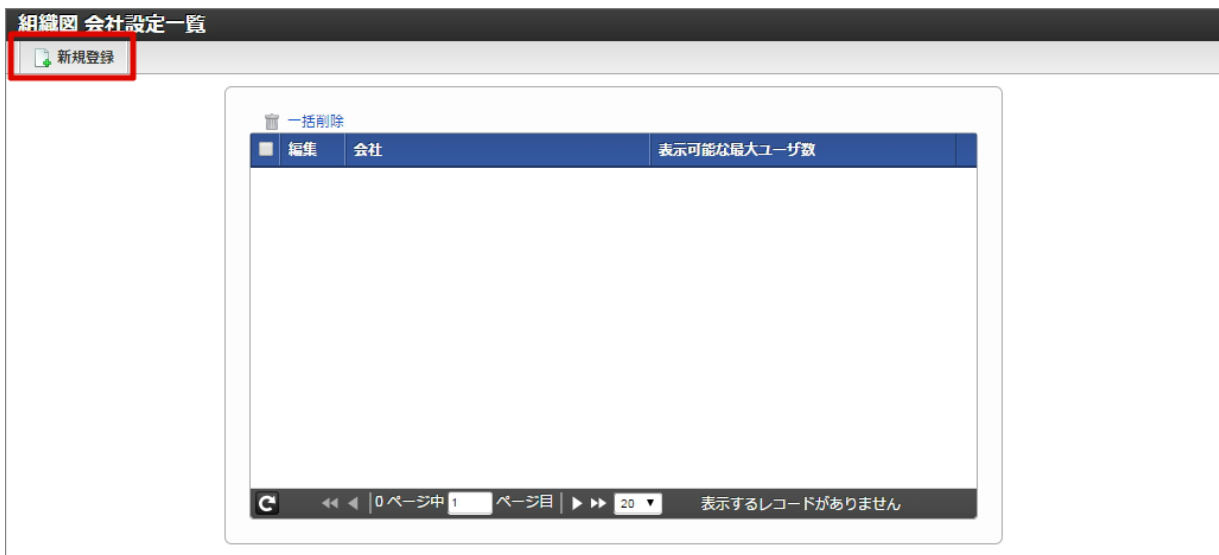 組織図 会社設定一覧
新規登録
一括削除
編集 会社 表示可能な最大ユーザ数
0 ページ中 1 ページ目 20 表示するレコードがありません